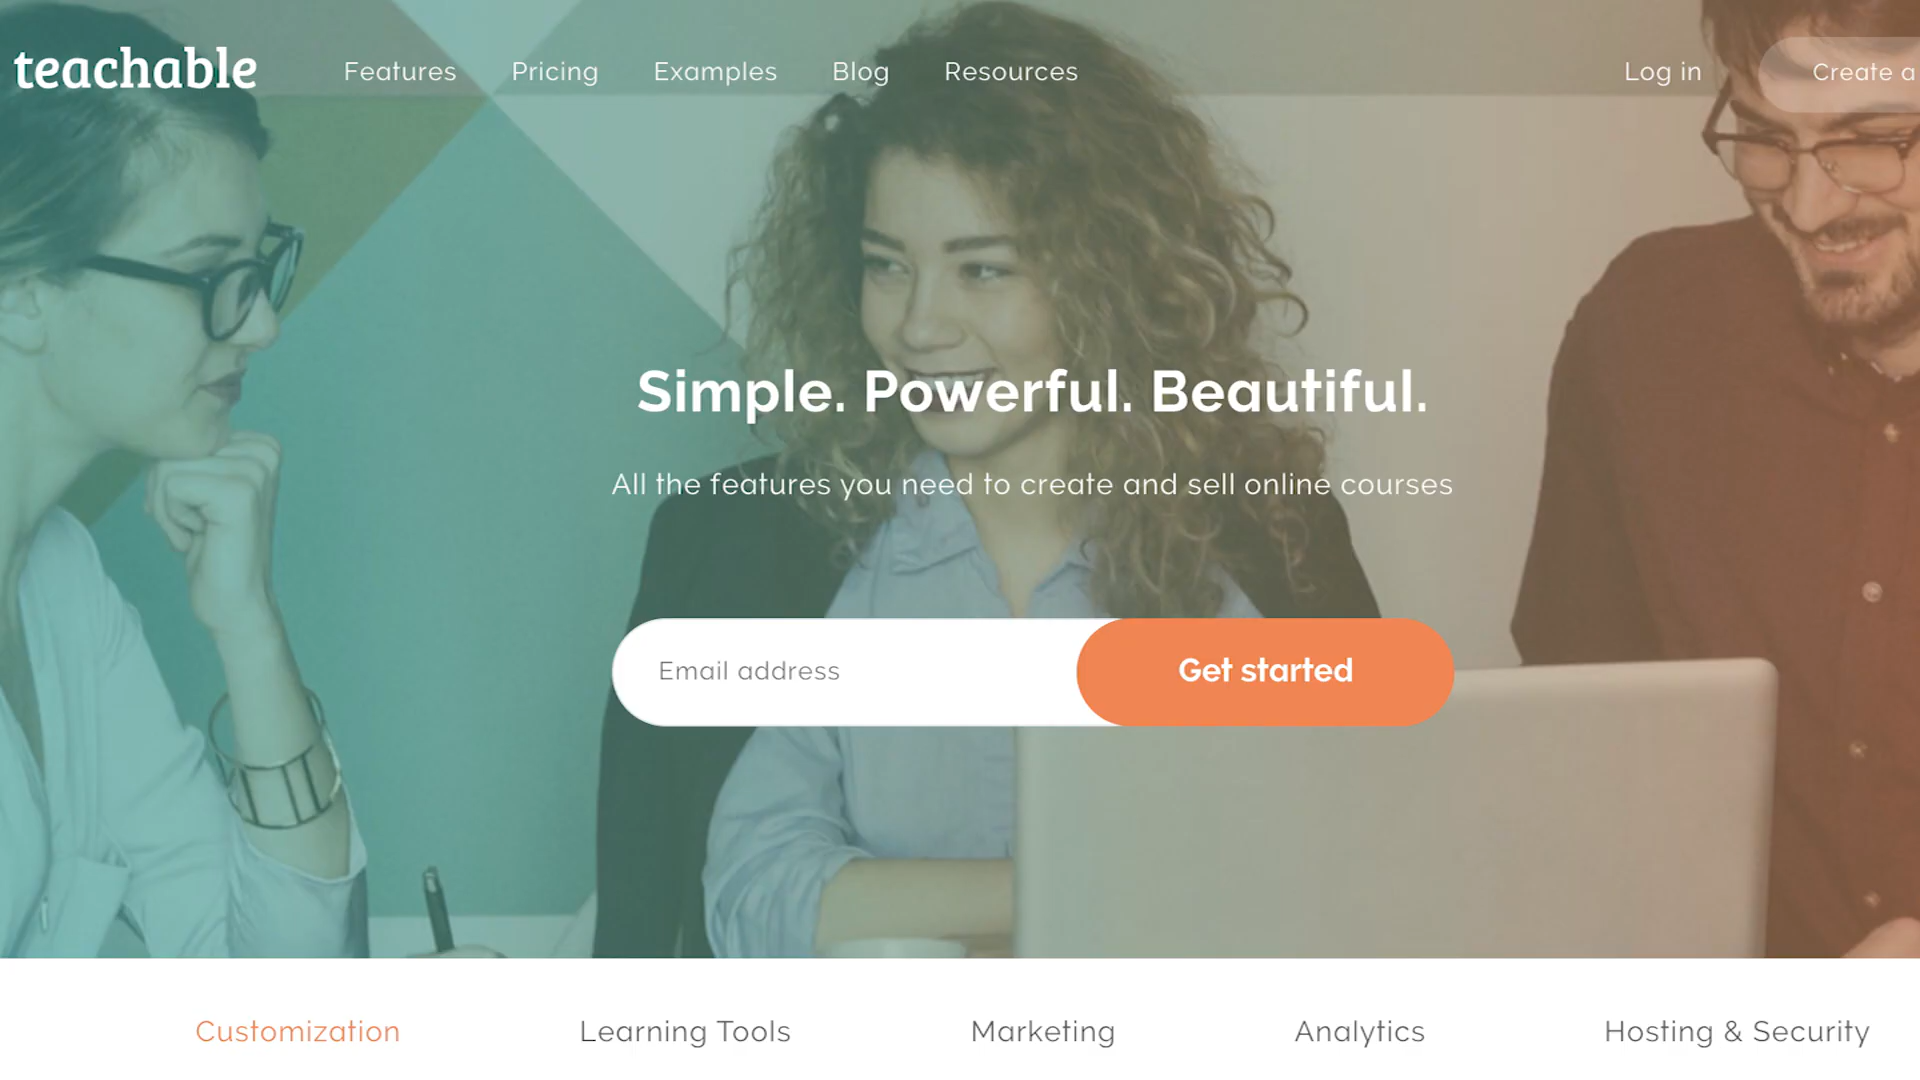 teachable
Features Pricing Examples Blog Resources
Log in Create a
Simple. Powerful. Beautiful.
All the features you need to create and sell online courses
Email address Get started
Customization Learning Tools Marketing Analytics Hosting & Security